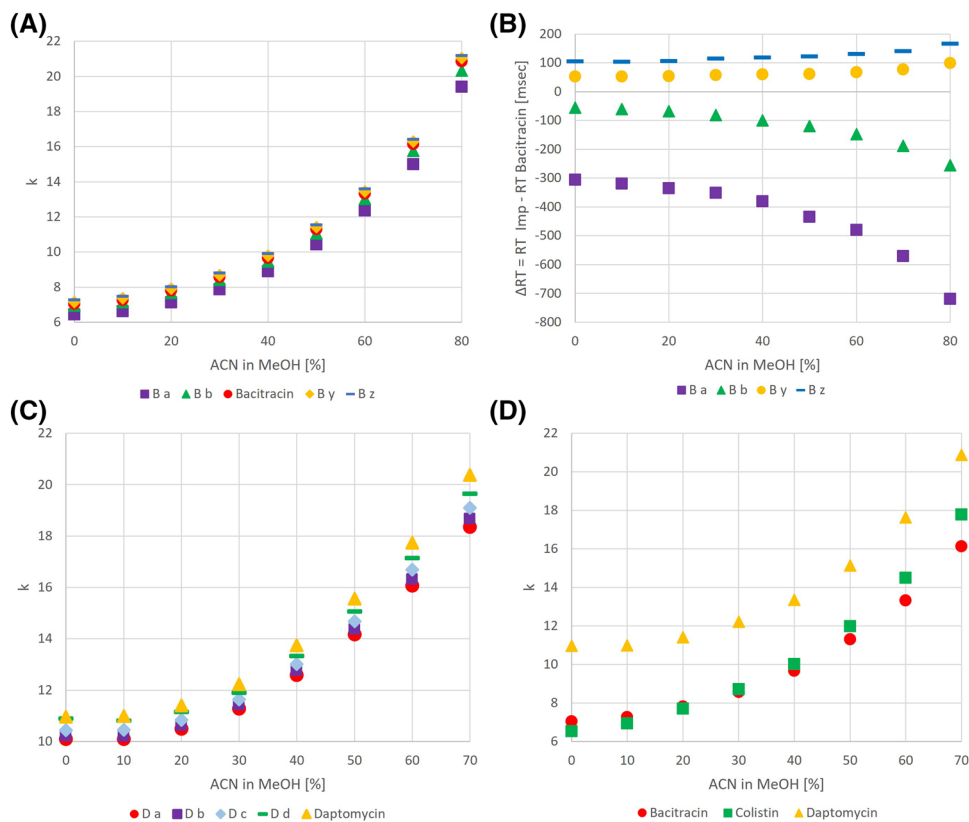 (A)
22
20
18
16
14
12
10
8
6
k
0
20
40
60
80
ACN in MeOH [%]
B a
B b
Bacitracin
B y
B z
(B)
200
100
0
-100
-200
-300
-400
-500
-600
-700
-800
ΔRT = RT Imp - RT Bacitracin [msec]
0
20
40
60
80
ACN in MeOH [%]
B a
B b
B y
B z
(C)
22
20
18
16
14
12
10
k
0
10
20
30
40
50
60
70
ACN in MeOH [%]
D a
D b
D c
D d
Daptomycin
(D)
22
20
18
16
14
12
10
8
6
k
0
10
20
30
40
50
60
70
ACN in MeOH [%]
Bacitracin
Colistin
Daptomycin